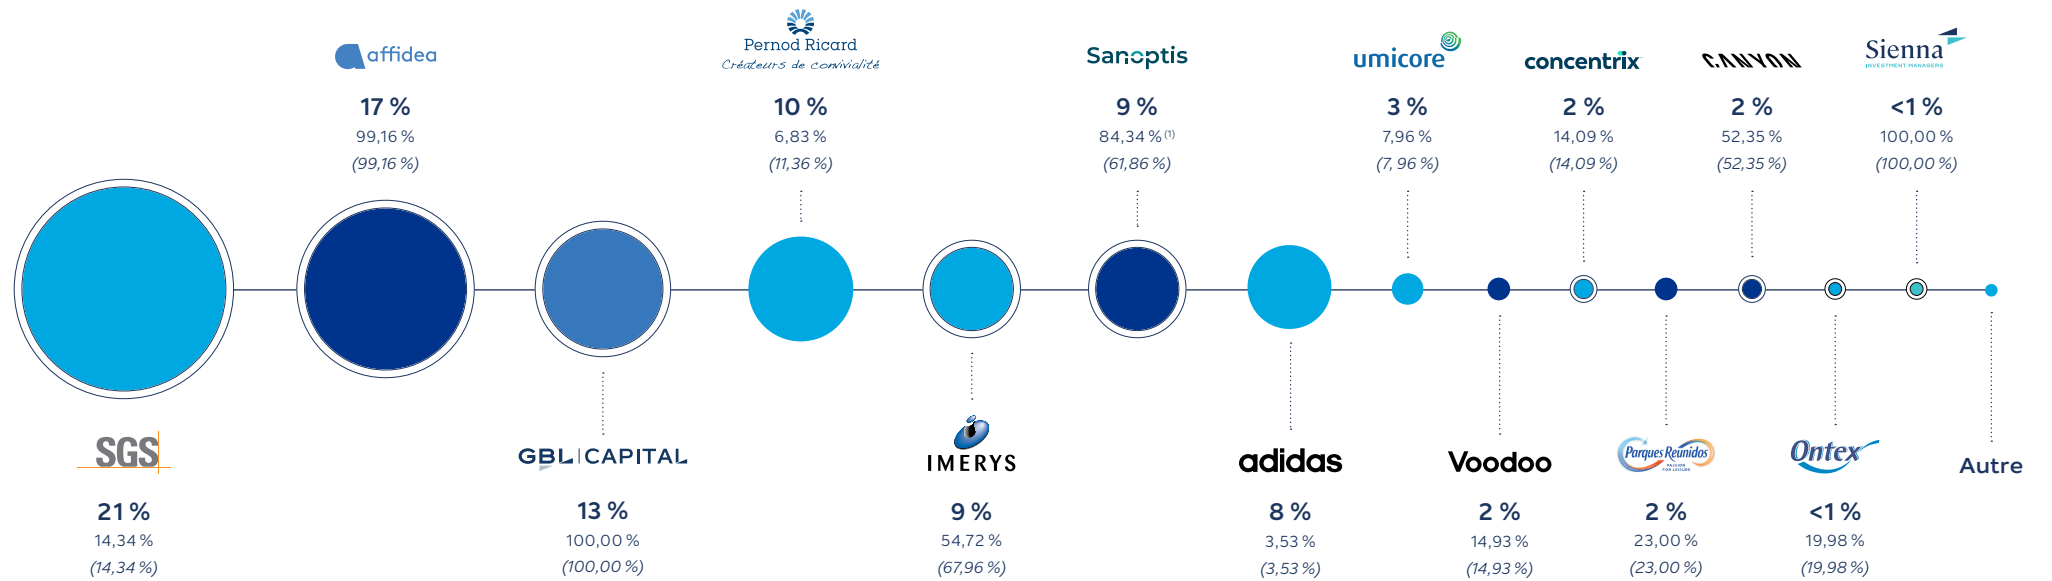 affidea
17 %
99,16 %
(99,16 %)
Pernod Ricard
Créateurs de convivialité
10 %
6,83 %
(11,36 %)
Sanoptis
9 %
84,34 % (1)
(61,86 %)
umicore
3 %
7,96 %
(7,96 %)
concentrix
2 %
14,09 %
(14,09 %)
CANYON
2 %
52,35 %
(52,35 %)
Sienna
INVESTMENT MANAGERS
<1 %
100,00 %
(100,00 %)
SGS
21 %
14,34 %
(14,34 %)
GBL | CAPITAL
13 %
100,00 %
(100,00 %)
IMERYS
9 %
54,72 %
(67,96 %)
adidas
8 %
3,53 %
(3,53 %)
Voodoo
2 %
14,93 %
(14,93 %)
Parques Reunidos
PASSION
FOR LEISURE
2 %
23,00 %
(23,00 %)
Ontex
<1 %
19,98 %
(19,98 %)
Autre